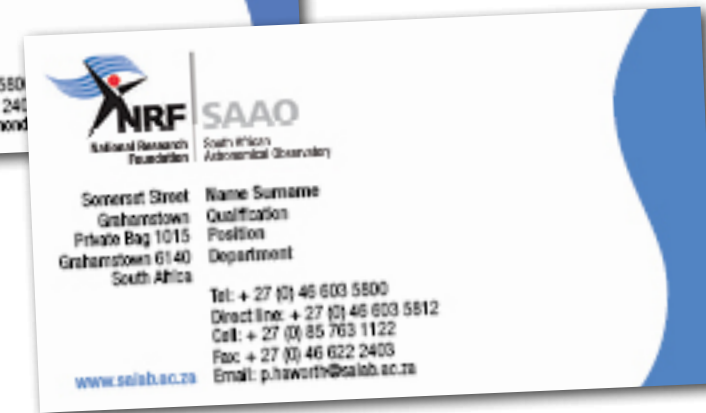 580
240
mond
NRF
National Research
Foundation
SAAO
South African
Astronomical Observatory
Somerset Street
Grahamstown
Private Bag 1015
Grahamstown 6140
South Africa
www.saiab.ac.za
Name Surname
Qualification
Position
Department
Tel: + 27 (0) 46 603 5800
Direct line: + 27 (0) 46 603 5812
Cell: + 27 (0) 85 763 1122
Fax: + 27 (0) 46 622 2403
Email: p.haworth@saiab.ac.za